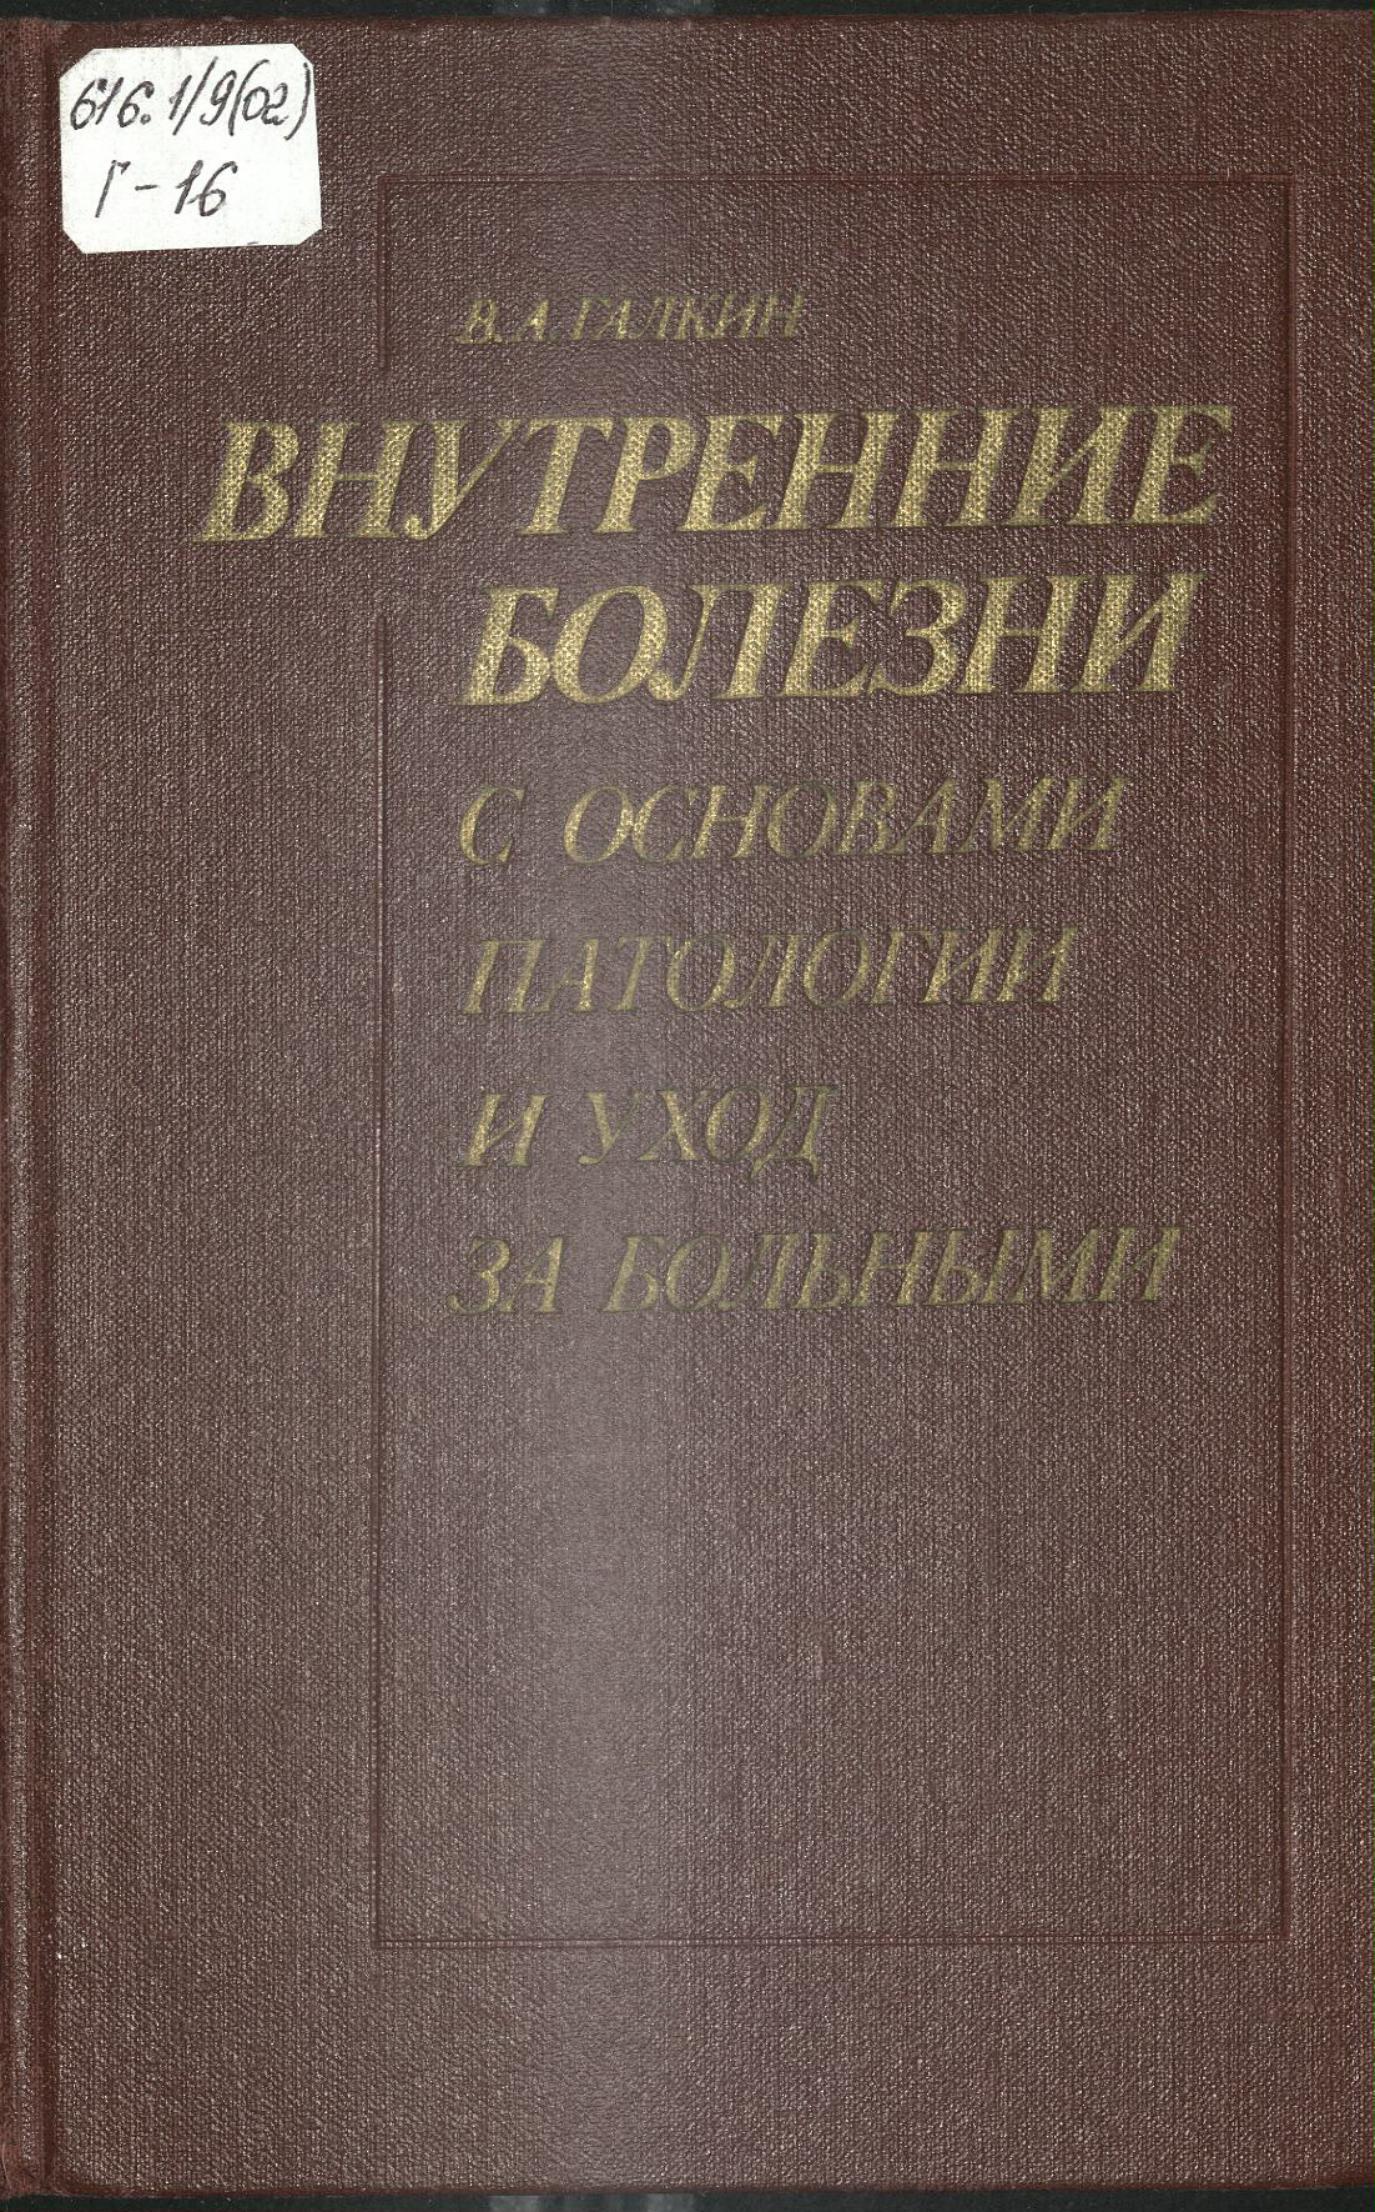 616.1/9(02)
Г-16
В.А.ГАЛКИН
ВНУТРЕННИЕ
БОЛЕЗНИ
С ОСНОВАМИ
ПАТОЛОГИИ
И УХОД
ЗА БОЛЬНЫМИ